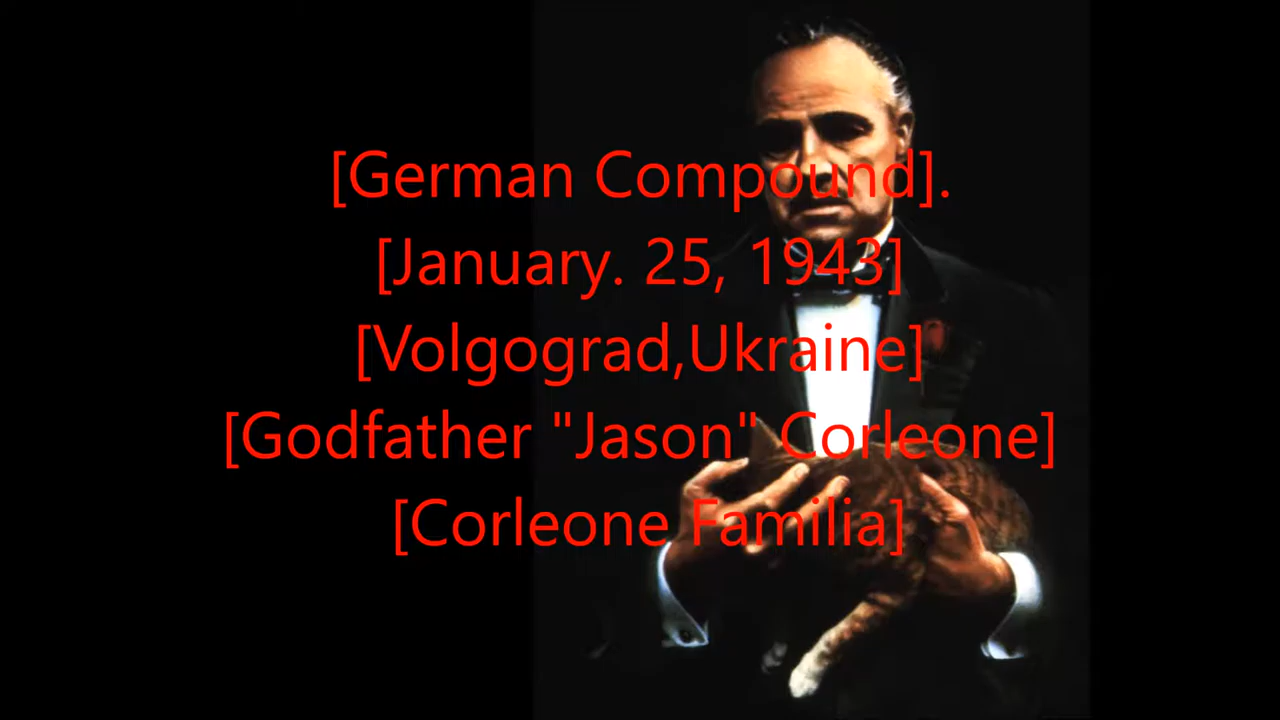 [German Compound].
[January. 25, 1943]
[Volgograd,Ukraine]
[Godfather "Jason" Corleone]
[Corleone Familia]